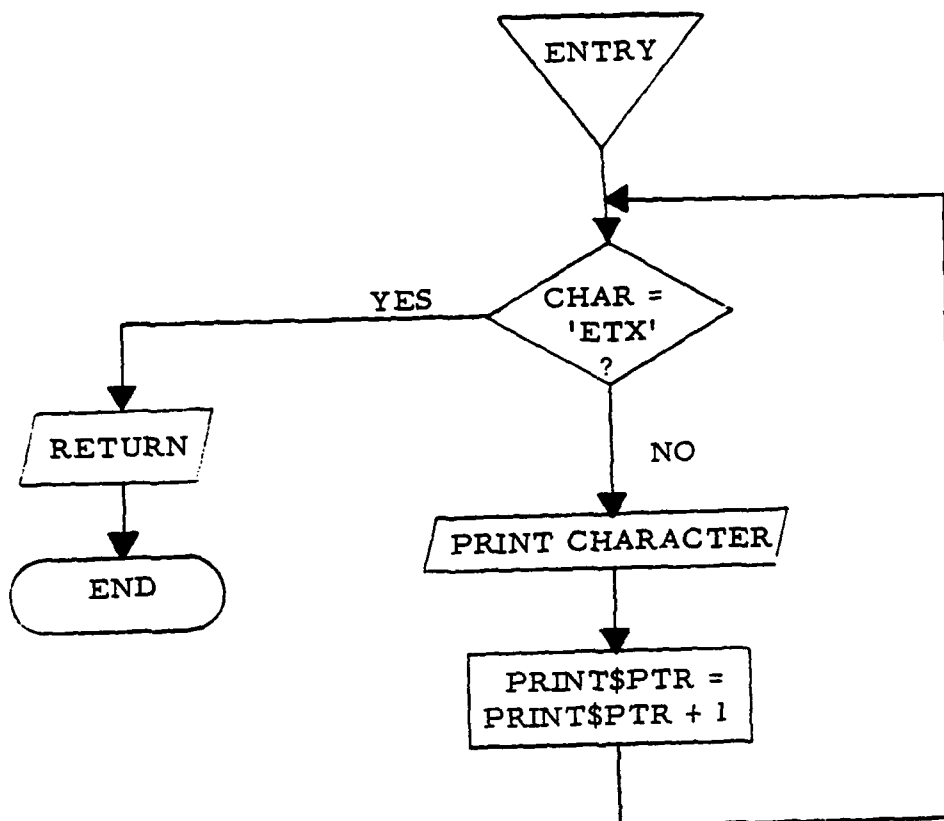 ENTRY
CHAR =
'ETX'
?
YES
NO
RETURN
END
PRINT CHARACTER
PRINT$PTR =
PRINT$PTR + 1